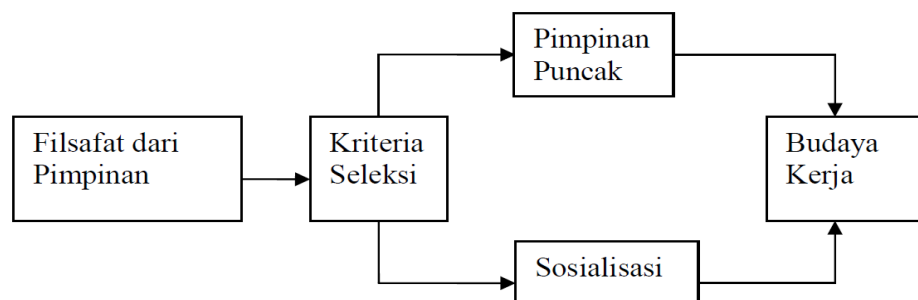 Filsafat dari
Pimpinan
Kriteria
Seleksi
Pimpinan
Puncak
Sosialisasi
Budaya
Kerja